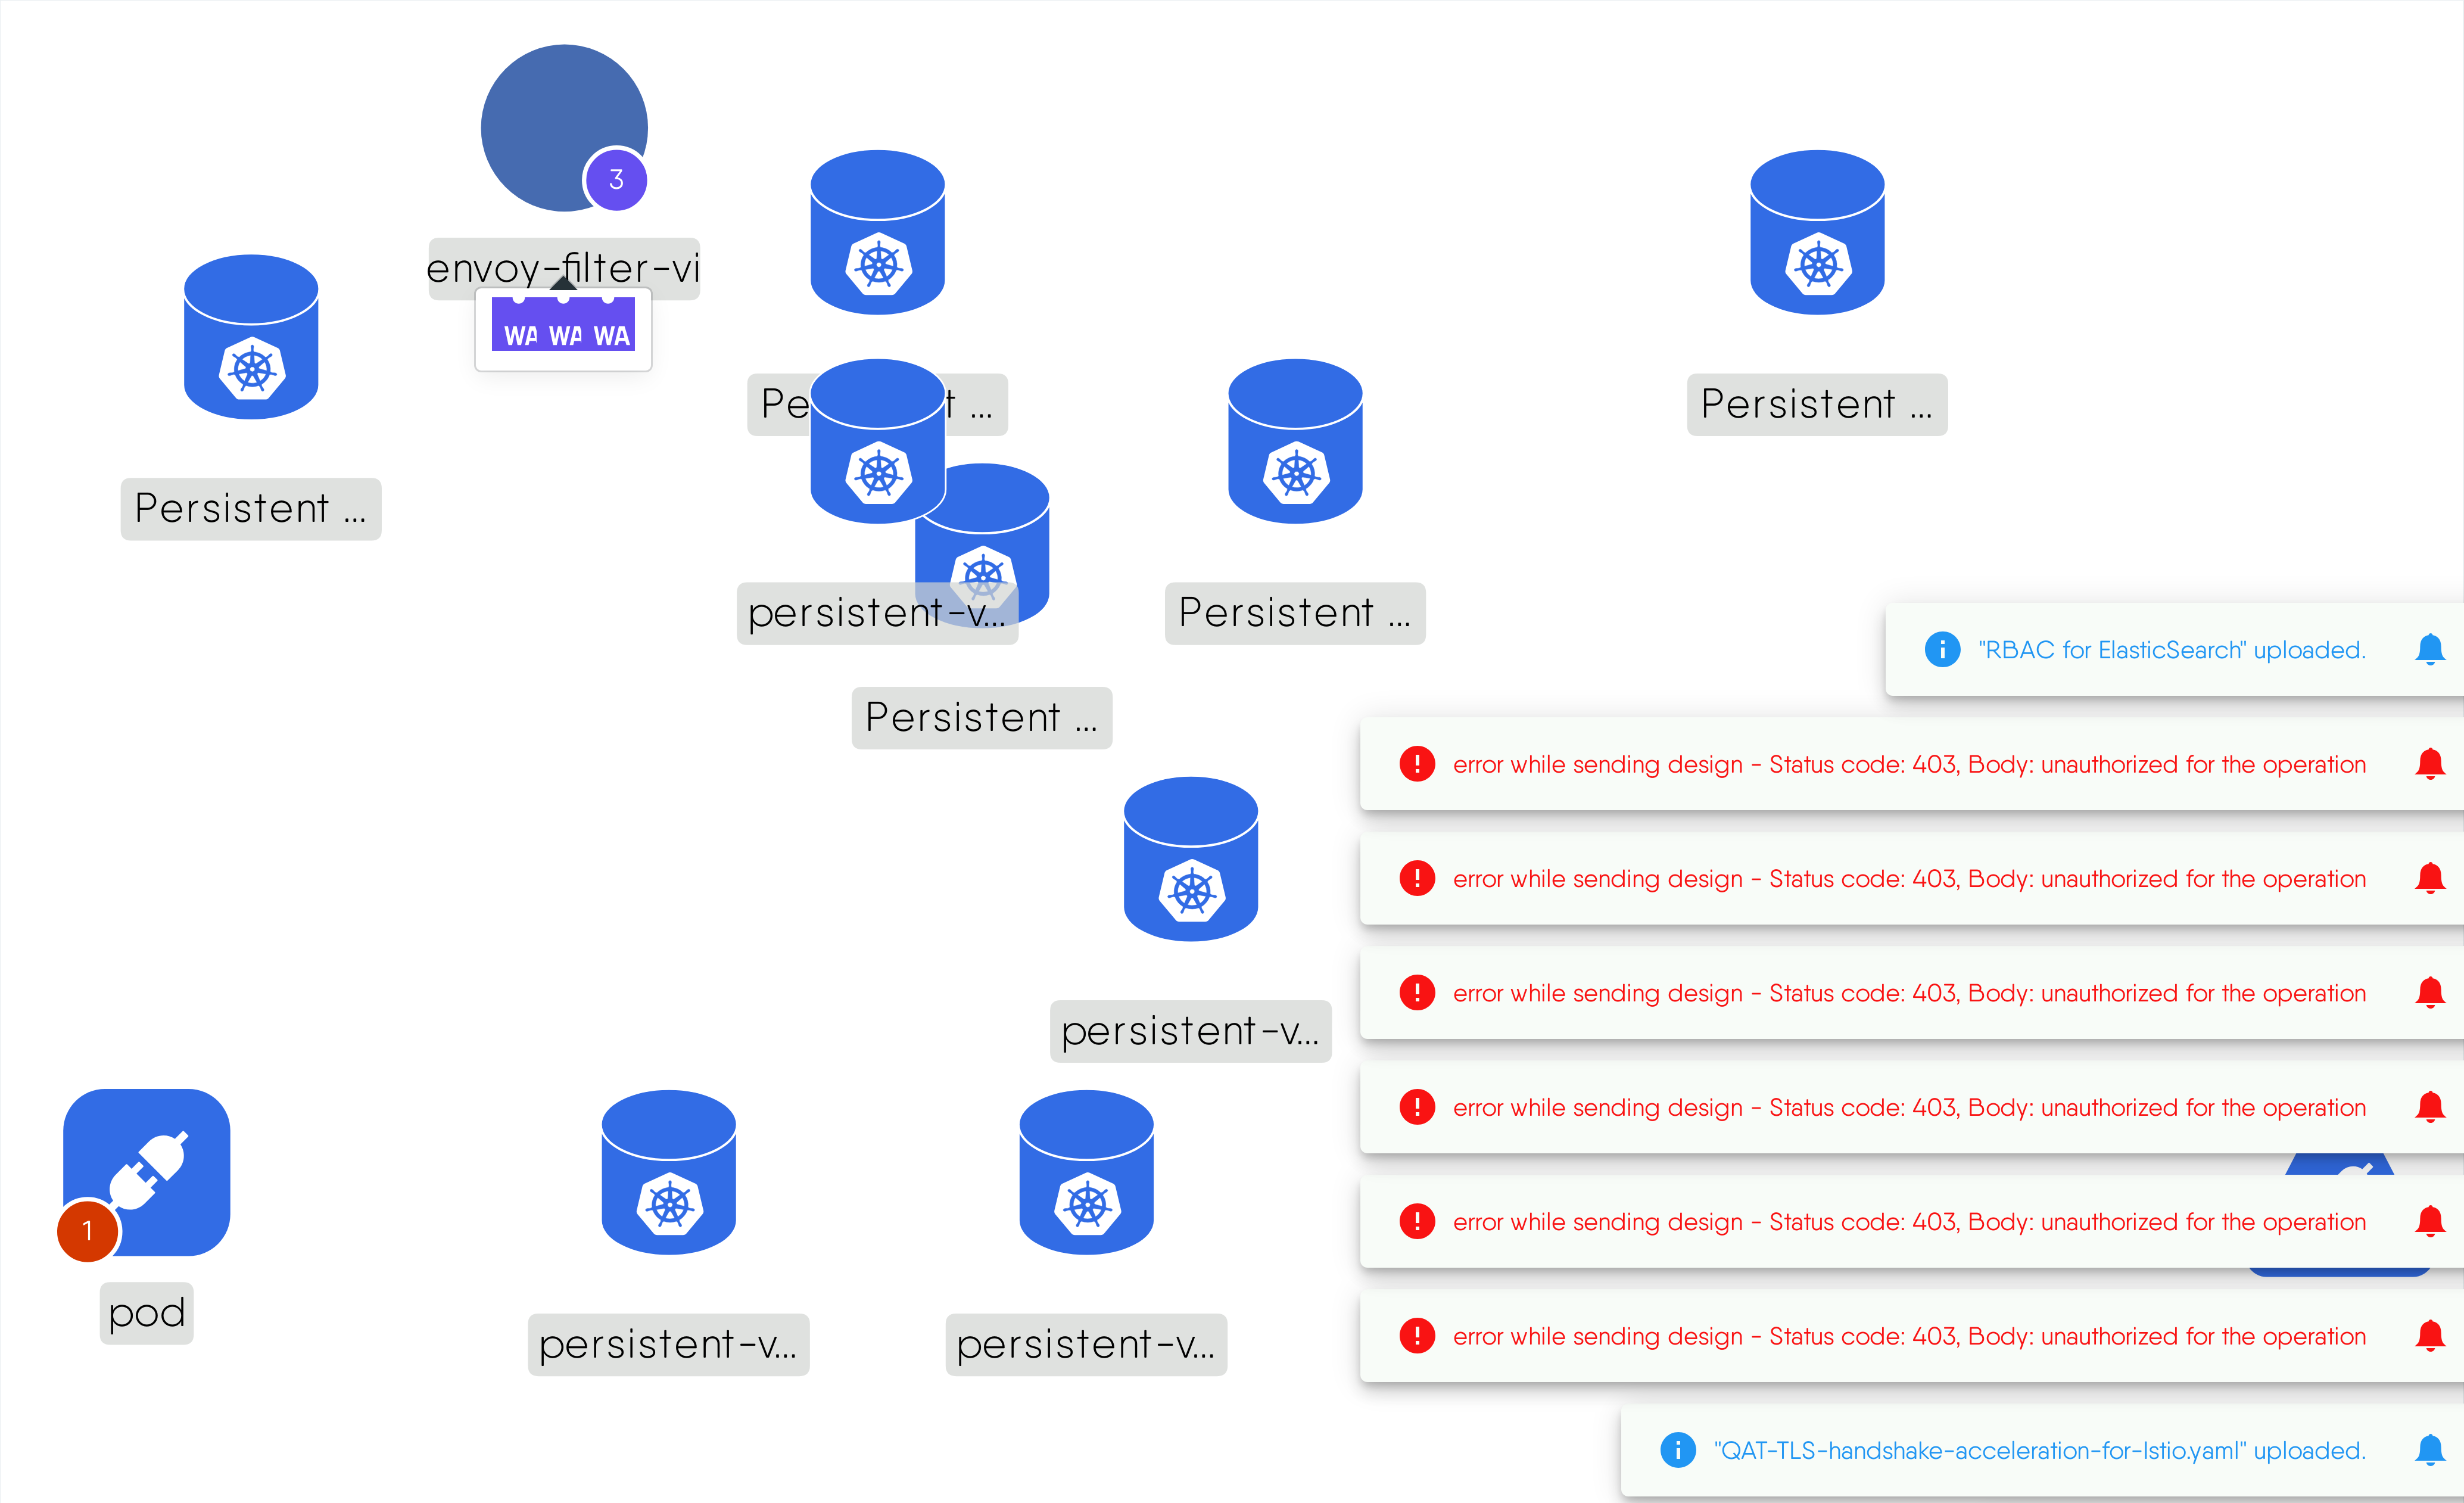 3
envoy-filter-vi
WA WA WA
Persistent ...
Persistent ...
t ...
persistent-v...
Persistent ...
Persistent ...
"RBAC for ElasticSearch" uploaded.
error while sending design - Status code: 403, Body: unauthorized for the operation
error while sending design - Status code: 403, Body: unauthorized for the operation
persistent-v...
error while sending design - Status code: 403, Body: unauthorized for the operation
error while sending design - Status code: 403, Body: unauthorized for the operation
error while sending design - Status code: 403, Body: unauthorized for the operation
error while sending design - Status code: 403, Body: unauthorized for the operation
1
pod
persistent-v...
persistent-v...
"QAT-TLS-handshake-acceleration-for-Istio.yaml" uploaded.